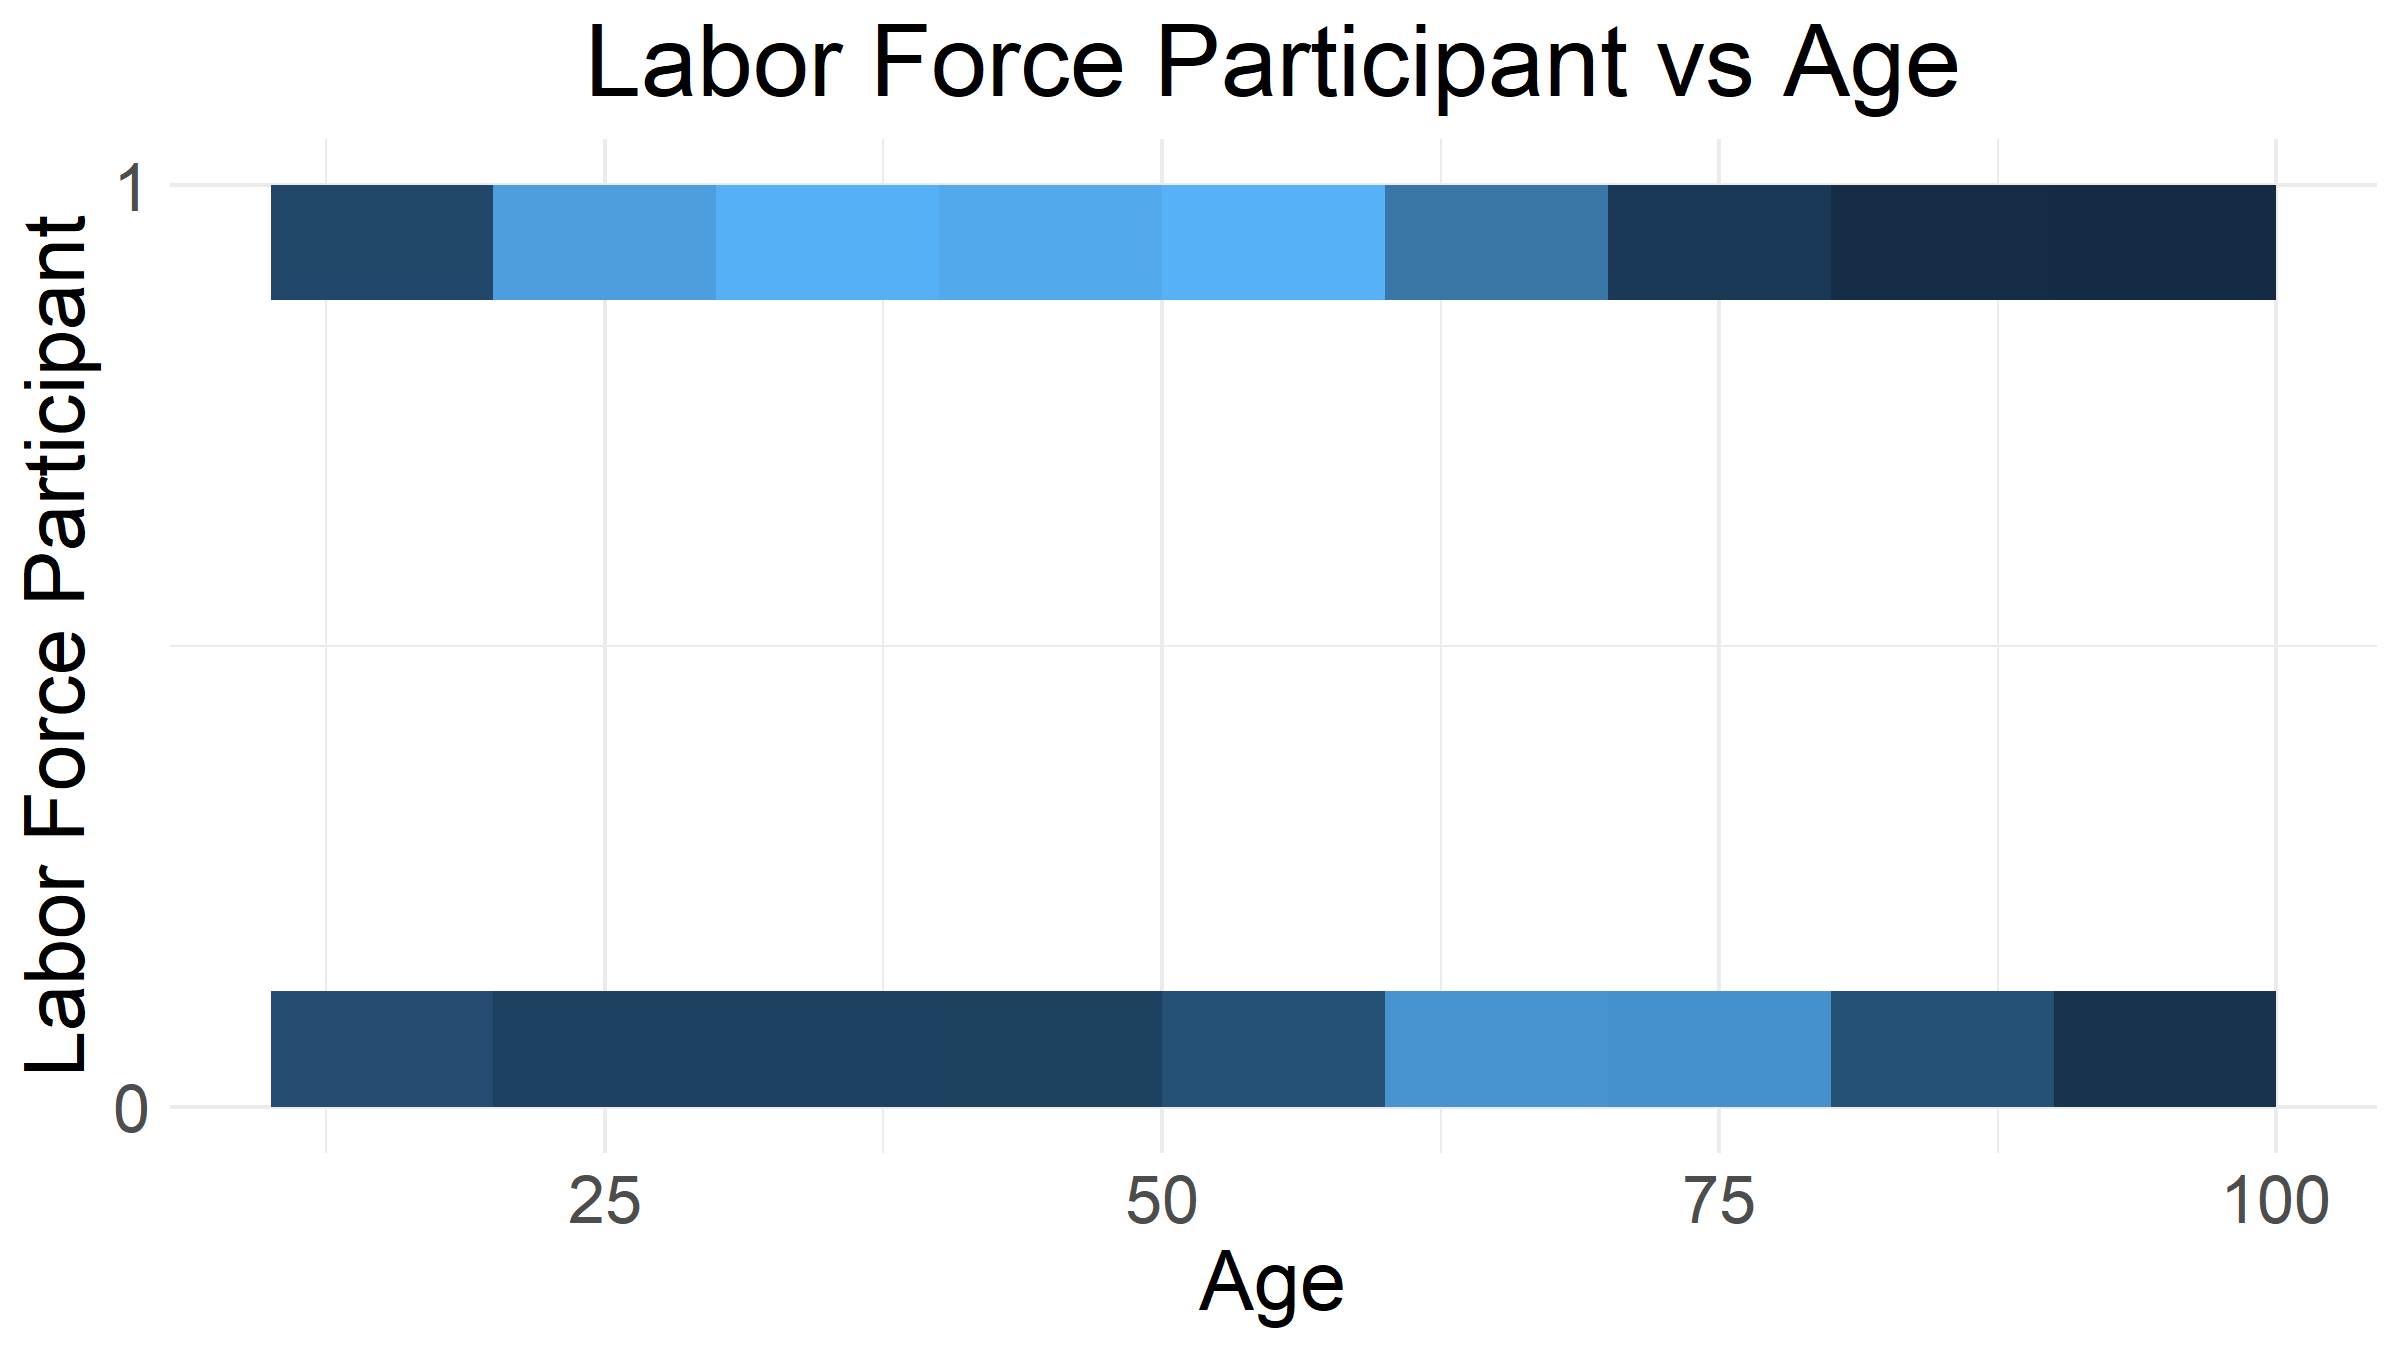 Labor Force Participant vs Age
Labor Force Participant
1
0
25 50 75 100
Age